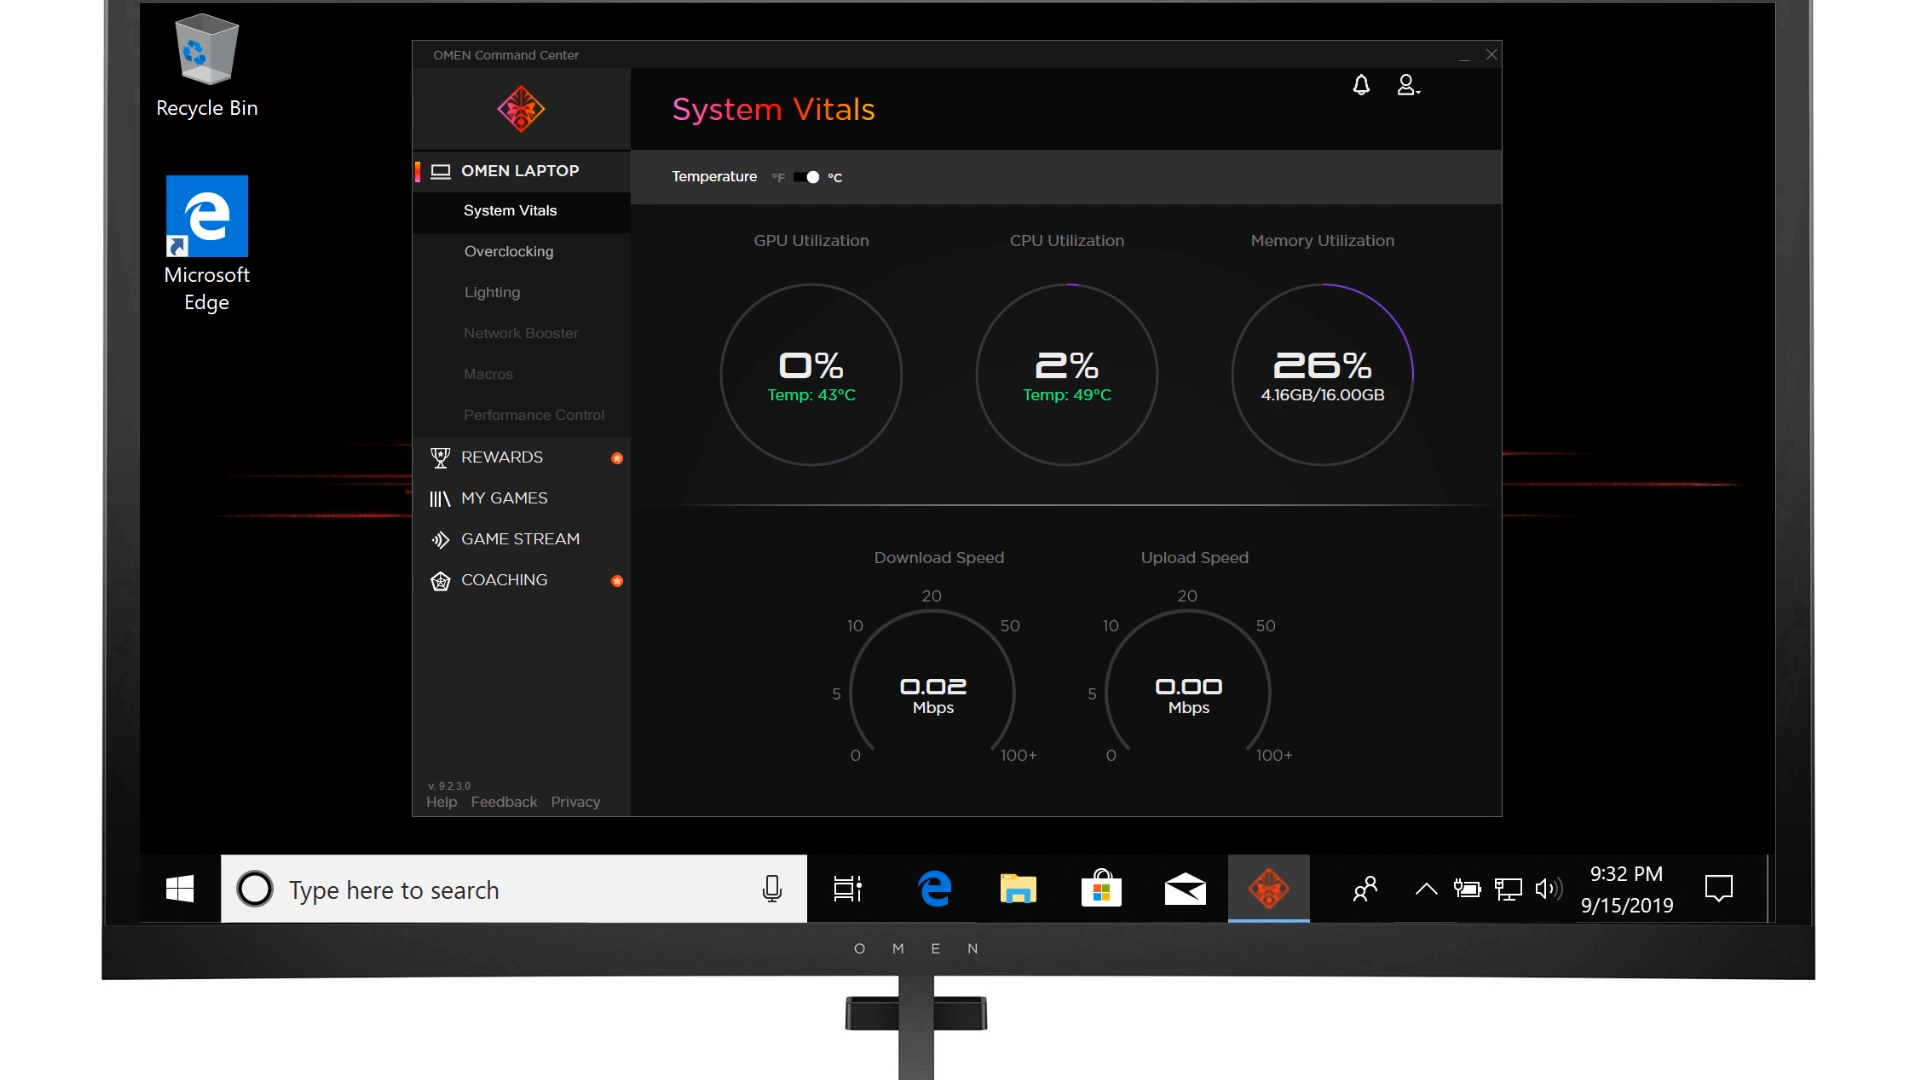 Recycle Bin
Microsoft
Edge
OMEN Command Center
System Vitals
OMEN LAPTOP
System Vitals
Overclocking
Lighting
Network Booster
Macros
Performance Control
REWARDS
MY GAMES
GAME STREAM
COACHING
v. 9.2.3.0
Help Feedback Privacy
Temperature °F °C
GPU Utilization
0%
Temp: 43°C
CPU Utilization
2%
Temp: 49°C
Memory Utilization
26%
4.16GB/16.00GB
Download Speed
20
10 50
5
0.02
Mbps
0 100+
Upload Speed
20
10 50
5
0.00
Mbps
0 100+
Type here to search
9:32 PM
9/15/2019
OMEN